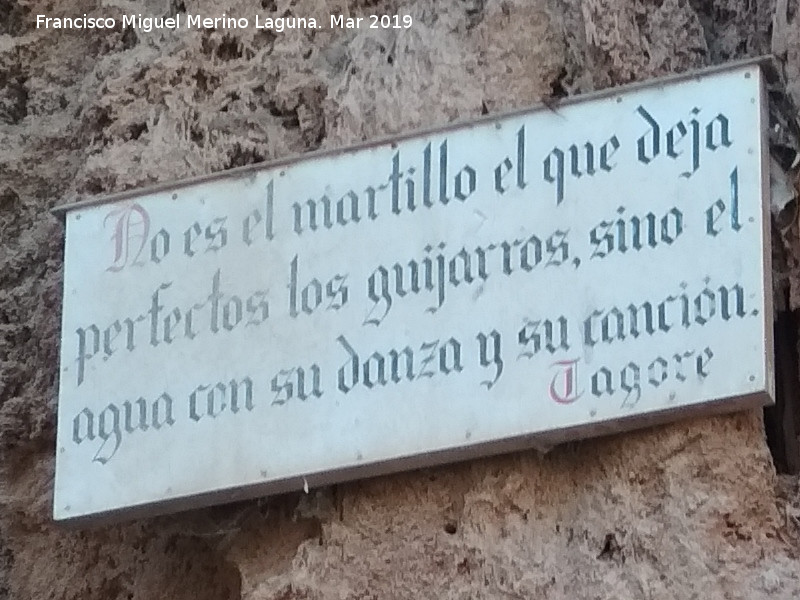 Francisco Miguel Merino Laguna. Mar 2019
No es el martillo el que deja
perfectos los guijarros, sino el
agua con su danza y su canción.
Tagore